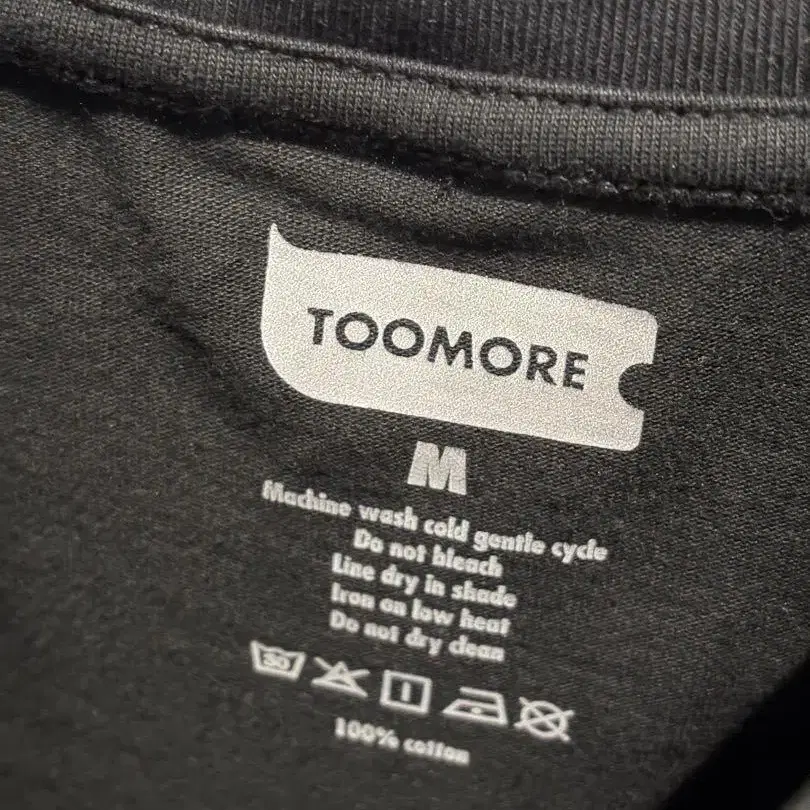 TOOMORE
M
Machine wash cold gentle cycle
Do not bleach
Line dry in shade
Iron on low heat
Do not dry clean
30
100% cotton